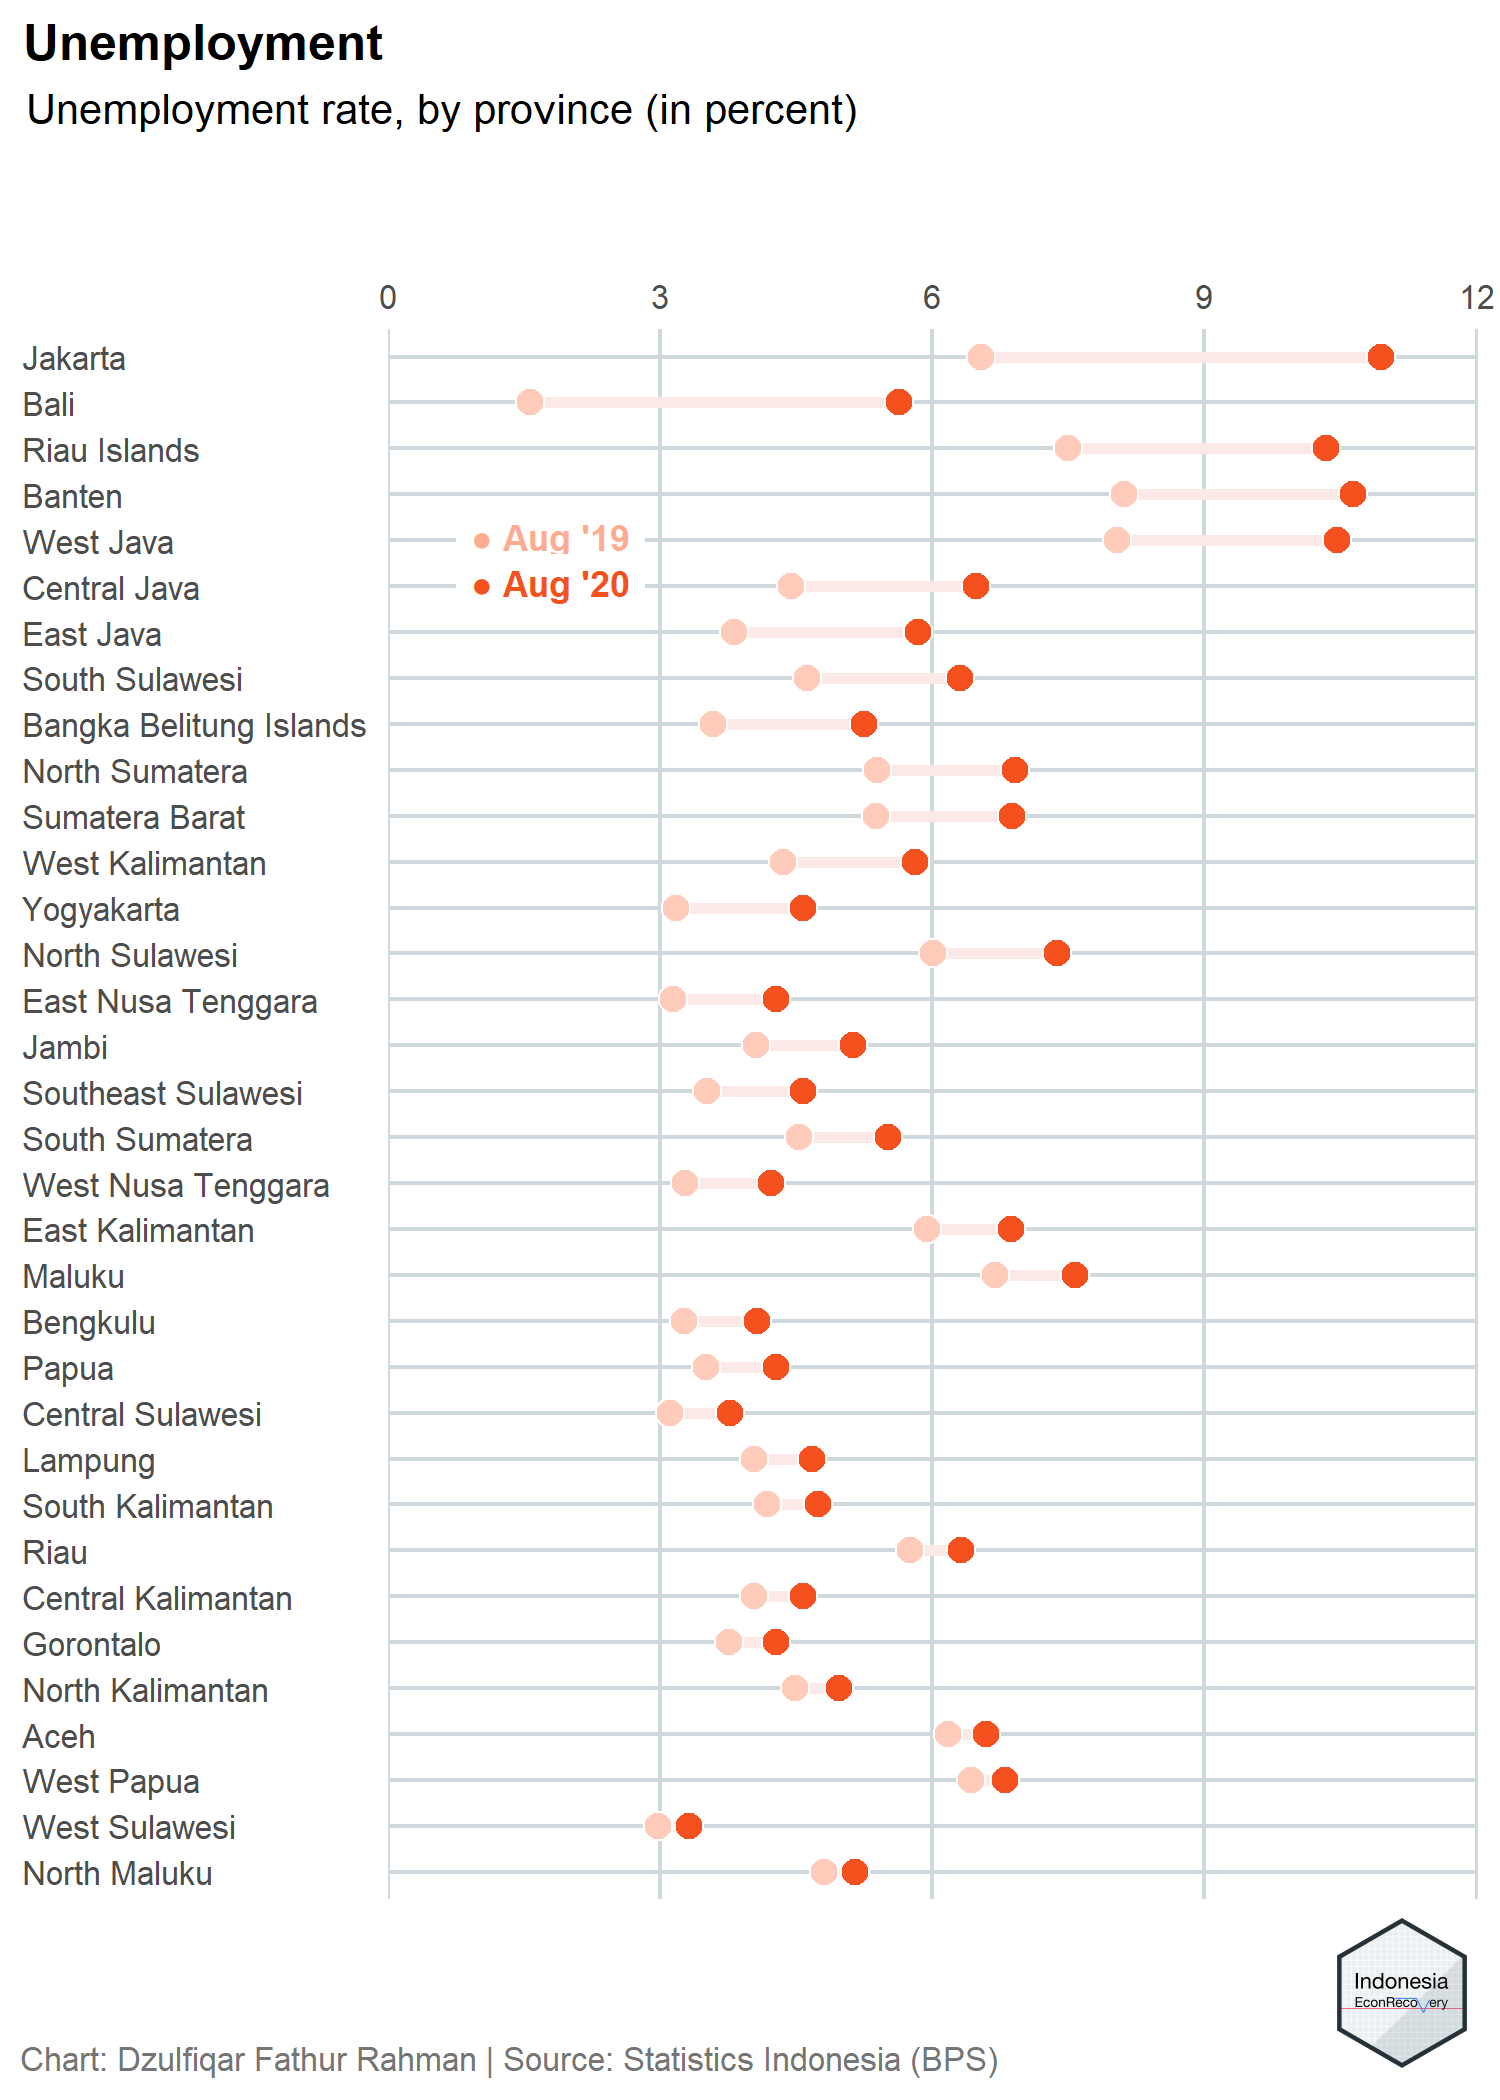 Unemployment
Unemployment rate, by province (in percent)
0 3 6 9 12
Jakarta
Bali
Riau Islands
Banten
West Java
Aug '19
Central Java
Aug '20
East Java
South Sulawesi
Bangka Belitung Islands
North Sumatera
Sumatera Barat
West Kalimantan
Yogyakarta
North Sulawesi
East Nusa Tenggara
Jambi
Southeast Sulawesi
South Sumatera
West Nusa Tenggara
East Kalimantan
Maluku
Bengkulu
Papua
Central Sulawesi
Lampung
South Kalimantan
Riau
Central Kalimantan
Gorontalo
North Kalimantan
Aceh
West Papua
West Sulawesi
North Maluku
Indonesia
EconRecovery
Chart: Dzulfiqar Fathur Rahman | Source: Statistics Indonesia (BPS)